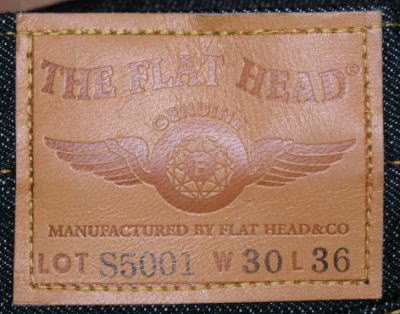 THE FLAT HEAD®
GENUINE
F
MANUFACTURED BY FLAT HEAD&CO
LOT S5001 W 30 L 36